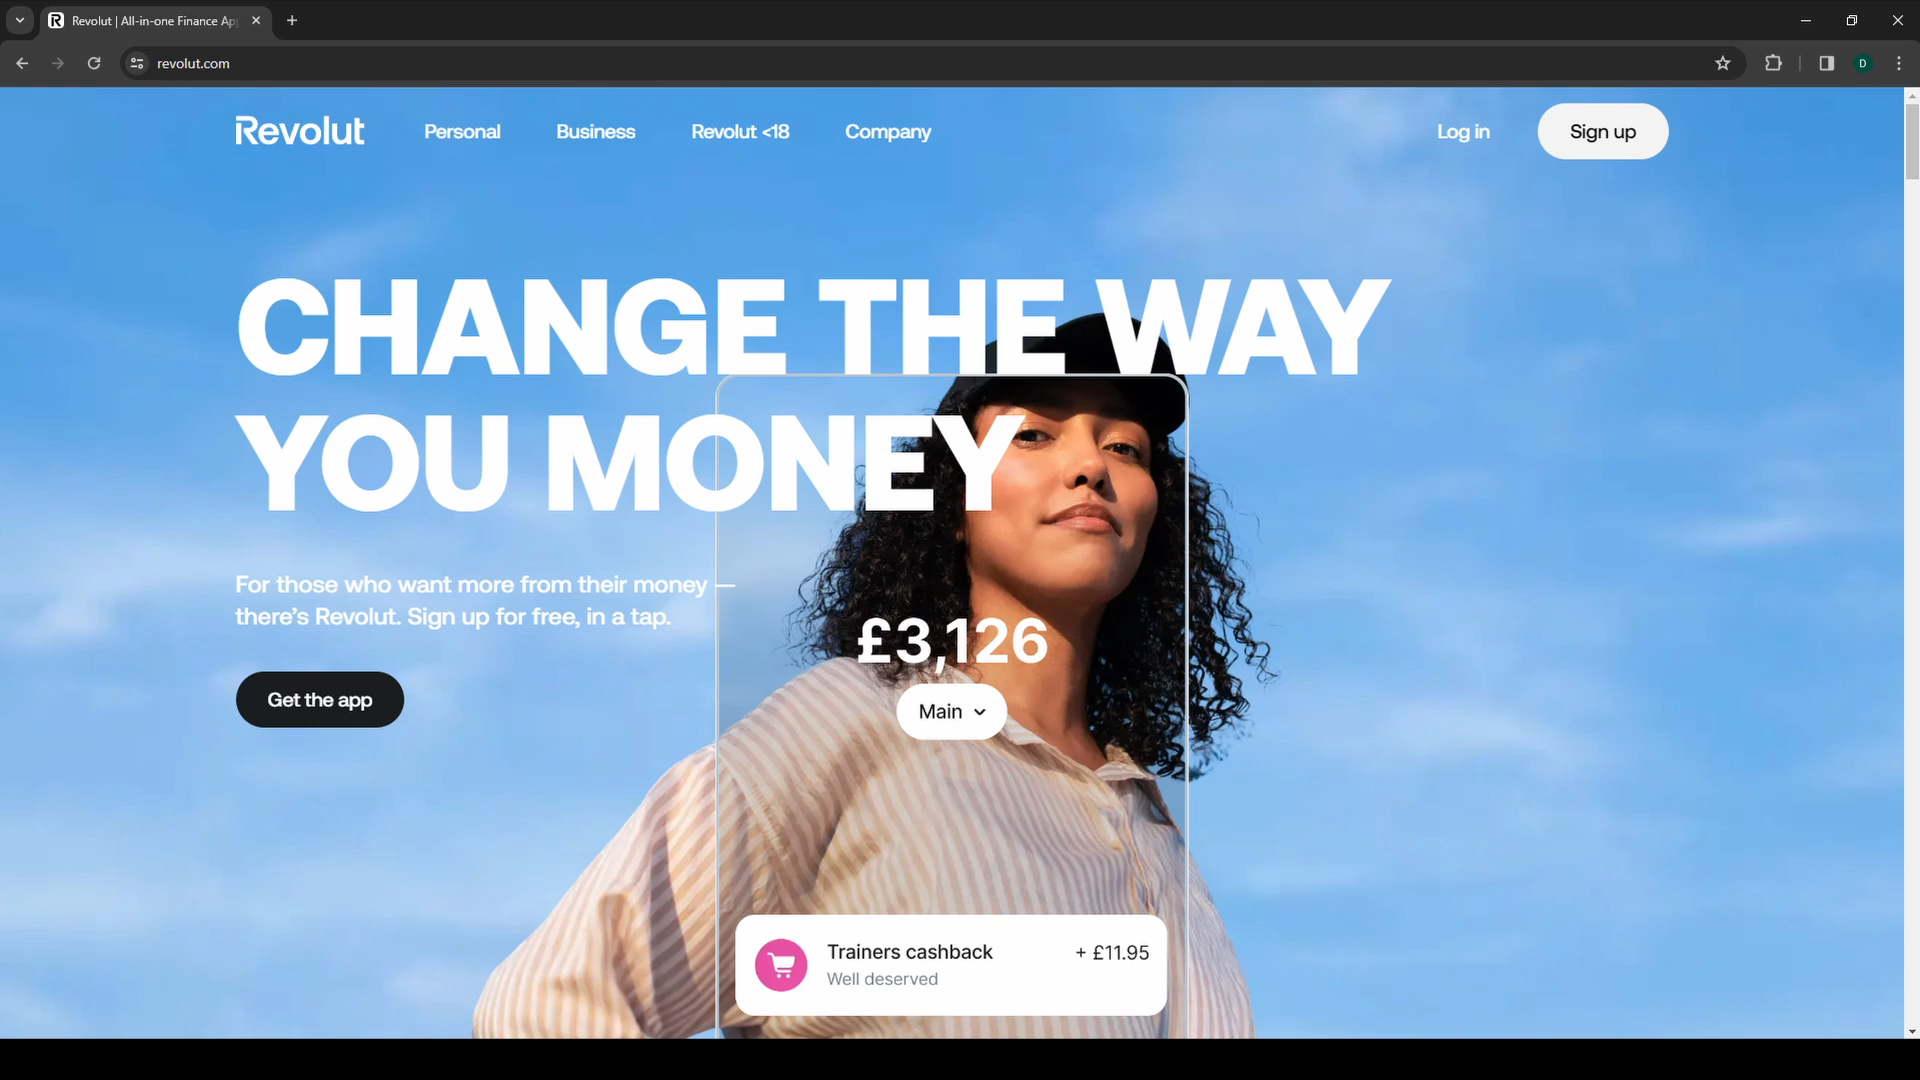 Revolut | All-in-one Finance Ap
revolut.com
D
Revolut
Personal
Business
Revolut <18
Company
Log in
Sign up
CHANGE THE WAY
YOU MONEY
For those who want more from their money —
there’s Revolut. Sign up for free, in a tap.
Get the app
£3,126
Main
Trainers cashback
+ £11.95
Well deserved